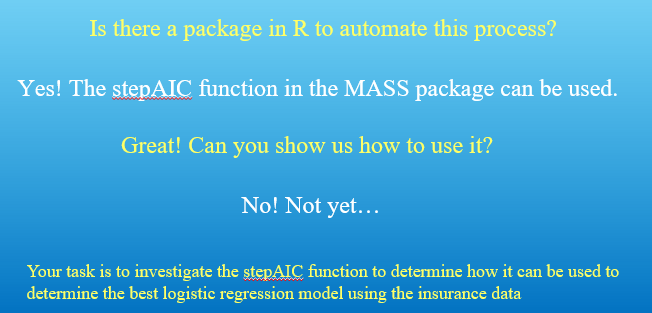 Is there a package in R to automate this process?
Yes! The stepAIC function in the MASS package can be used.
Great! Can you show us how to use it?
No! Not yet…
Your task is to investigate the stepAIC function to determine how it can be used to
determine the best logistic regression model using the insurance data